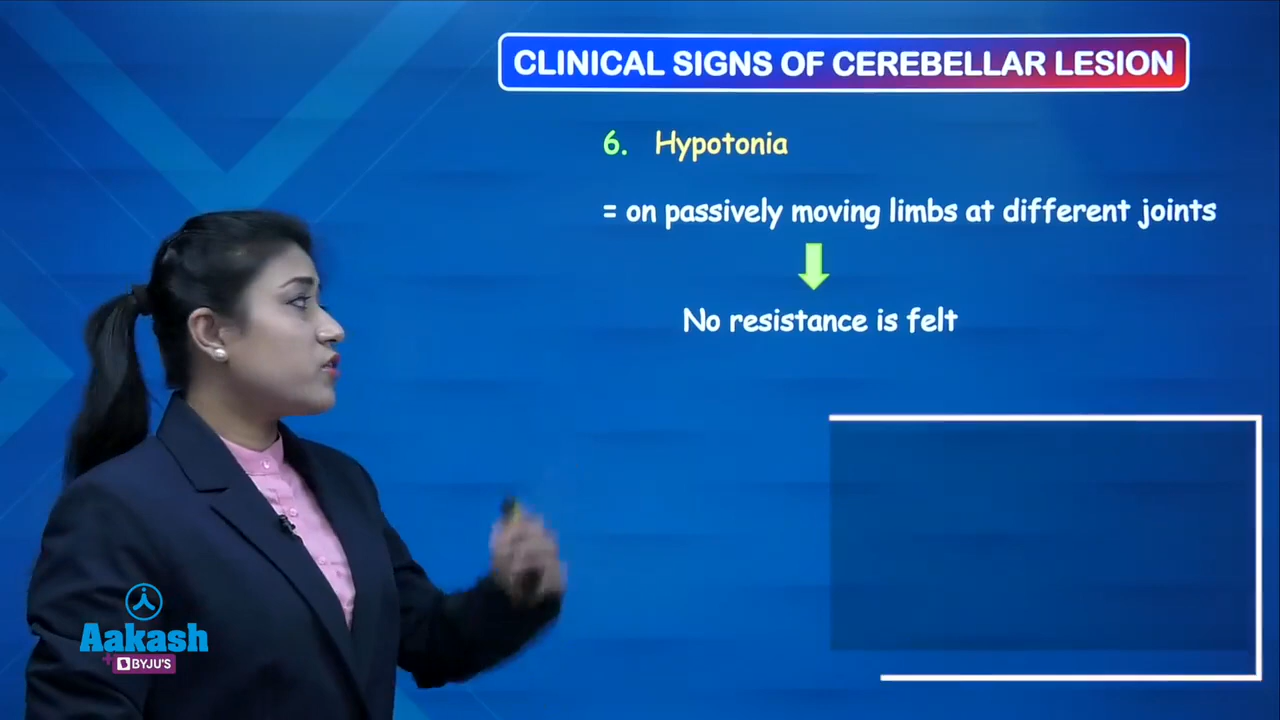 CLINICAL SIGNS OF CEREBELLAR LESION
6. Hypotonia
= on passively moving limbs at different joints
No resistance is felt
Aakash
+ BYJU'S